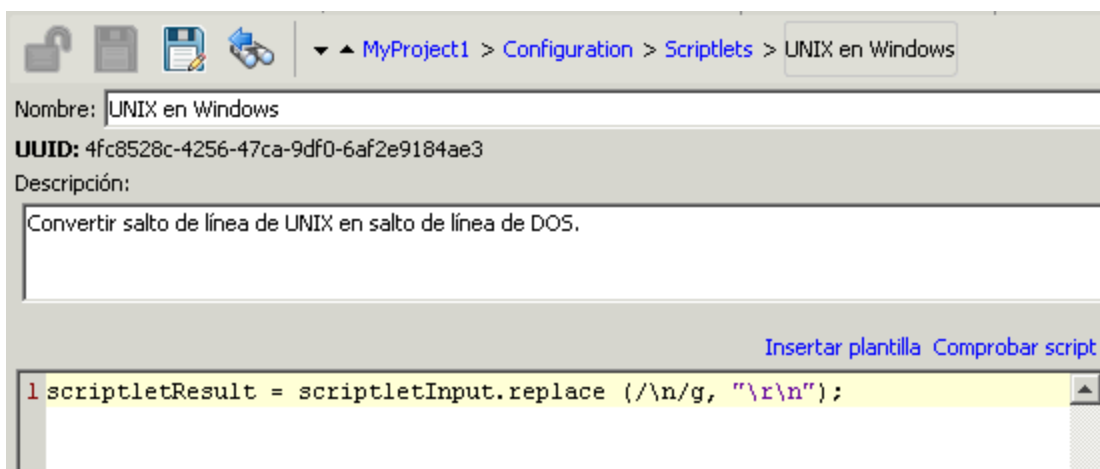 MyProject1 > Configuration > Scriptlets > UNIX en Windows
Nombre: UNIX en Windows
UUID: 4fc8528c-4256-47ca-9df0-6af2e9184ae3
Descripción:
Convertir salto de línea de UNIX en salto de línea de DOS.
Insertar plantilla Comprobar script
1 scriptletResult = scriptletInput.replace (/\n/g, "\r\n");